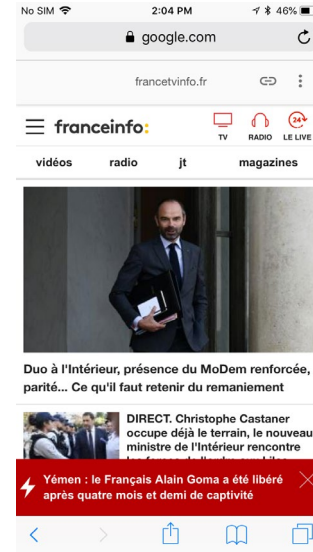 No SIM 2:04 PM 46%
google.com
francetvinfo.fr
franceinfo:
TV RADIO 24 LE LIVE
vidéos radio jt magazines
Duo à l'Intérieur, présence du MoDem renforcée,
parité... Ce qu'il faut retenir du remaniement
DIRECT. Christophe Castaner
occupe déjà le terrain, le nouveau
ministre de l'Intérieur rencontre
Yémen : le Français Alain Goma a été libéré
après quatre mois et demi de captivité